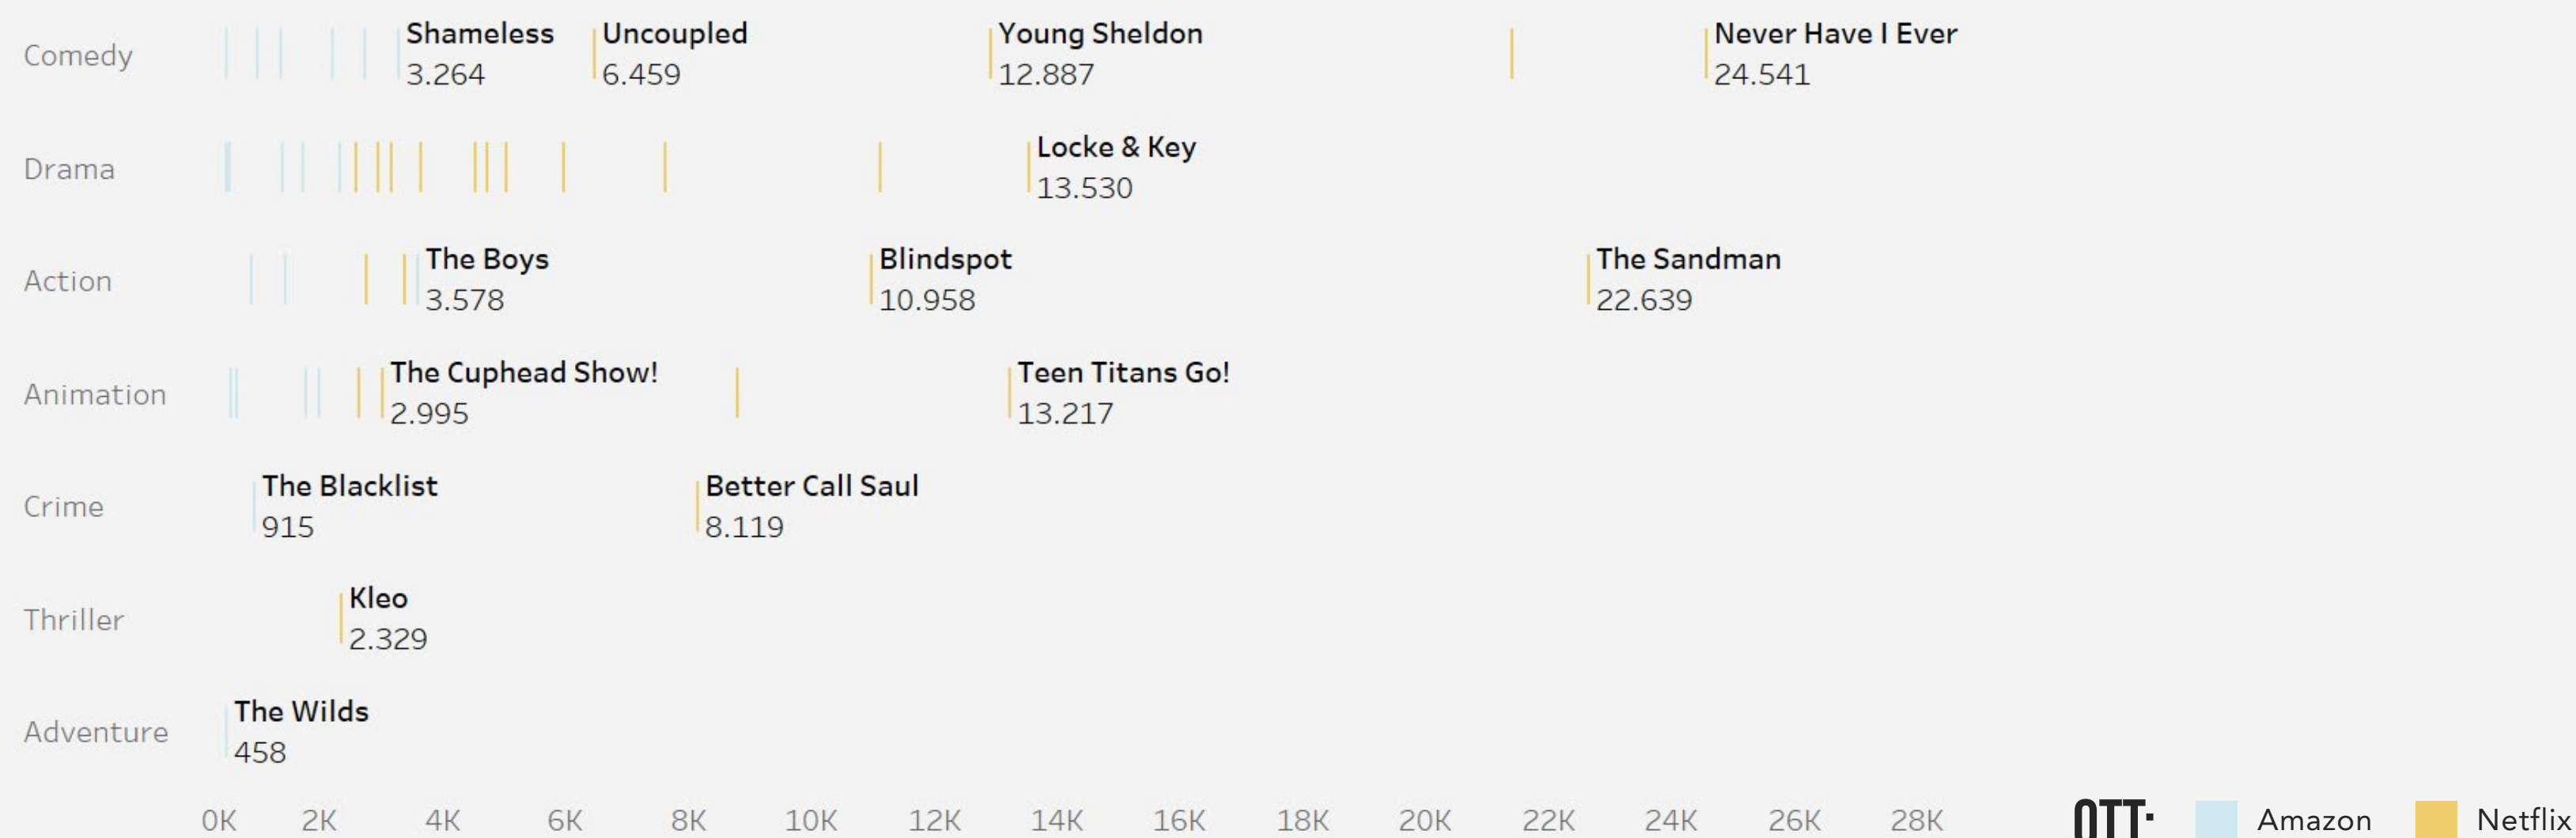 Comedy
Shameless
3.264
Uncoupled
6.459
Young Sheldon
12.887
Never Have I Ever
24.541
Drama
Locke & Key
13.530
Action
The Boys
3.578
Blindspot
10.958
The Sandman
22.639
Animation
The Cuphead Show!
2.995
Teen Titans Go!
13.217
Crime
The Blacklist
915
Better Call Saul
8.119
Thriller
Kleo
2.329
Adventure
The Wilds
458
0K 2K 4K 6K 8K 10K 12K 14K 16K 18K 20K 22K 24K 26K 28K
OTT· Amazon Netflix